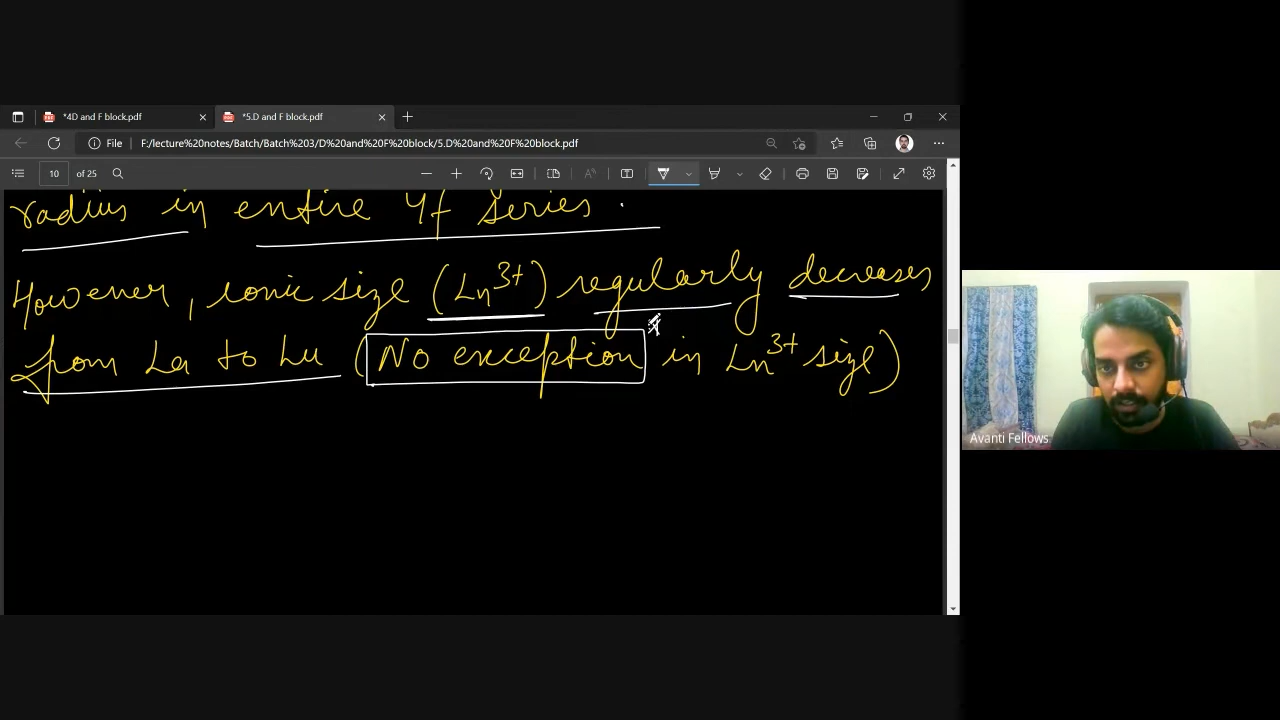 *4D and F block.pdf
*5.D and F block.pdf
File
F:/lecture%20notes/Batch/Batch%203/D%20and%20F%20block/5.D%20and%20F%20block.pdf
10 of 25
radius in entire 4f series.
However, ionic size (Ln3+) regularly decreases
from La to Lu (No exception * in Ln3+ size)
Avanti Fellows